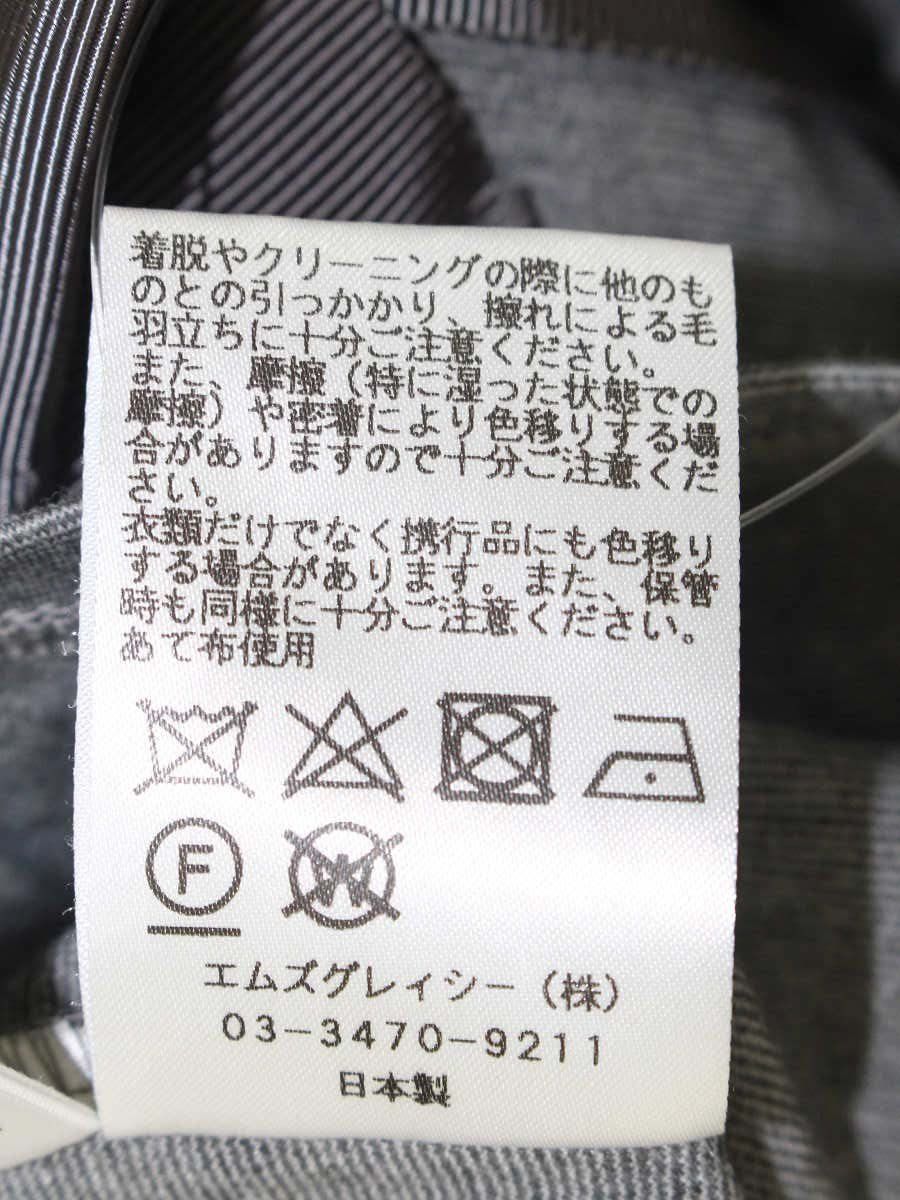 着脱やクリーニングの際に他のも
のとの引っかかり、擦れによる毛
羽立ちに十分ご注意ください。
また、摩擦（特に湿った状態での
摩擦）や密着により色移りする場
合がありますので十分ご注意くだ
さい。
衣類だけでなく携行品にも色移り
する場合があります。また、保管
時も同様に十分ご注意ください。
あて布使用
F
W
エムズグレイシー（株）
03-3470-9211
日本製